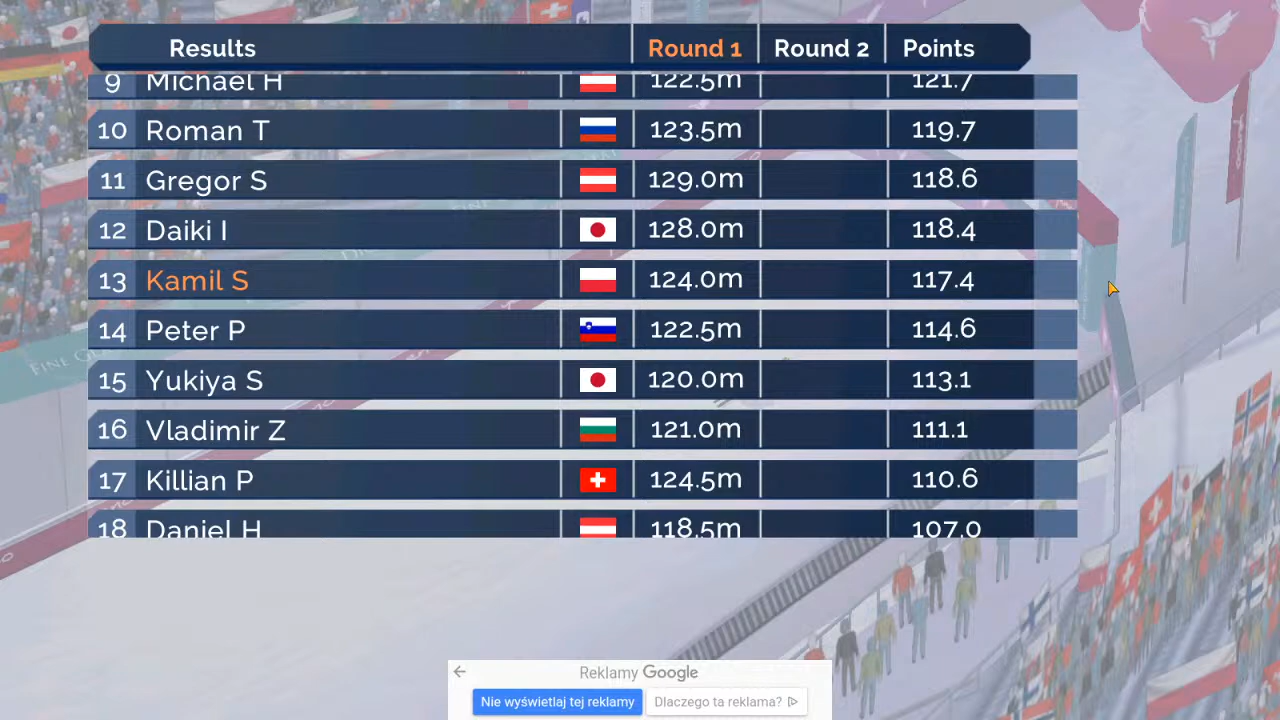 Results Round 1 Round 2 Points
9 Michael H 122.5m 121.7
10 Roman T 123.5m 119.7
11 Gregor S 129.0m 118.6
12 Daiki I 128.0m 118.4
13 Kamil S 124.0m 117.4
14 Peter P 122.5m 114.6
15 Yukiya S 120.0m 113.1
16 Vladimir Z 121.0m 111.1
17 Killian P 124.5m 110.6
18 Daniel H 118.5m 107.0
FINE
Reklamy Google
Nie wyświetlaj tej reklamy Dlaczego ta reklama?